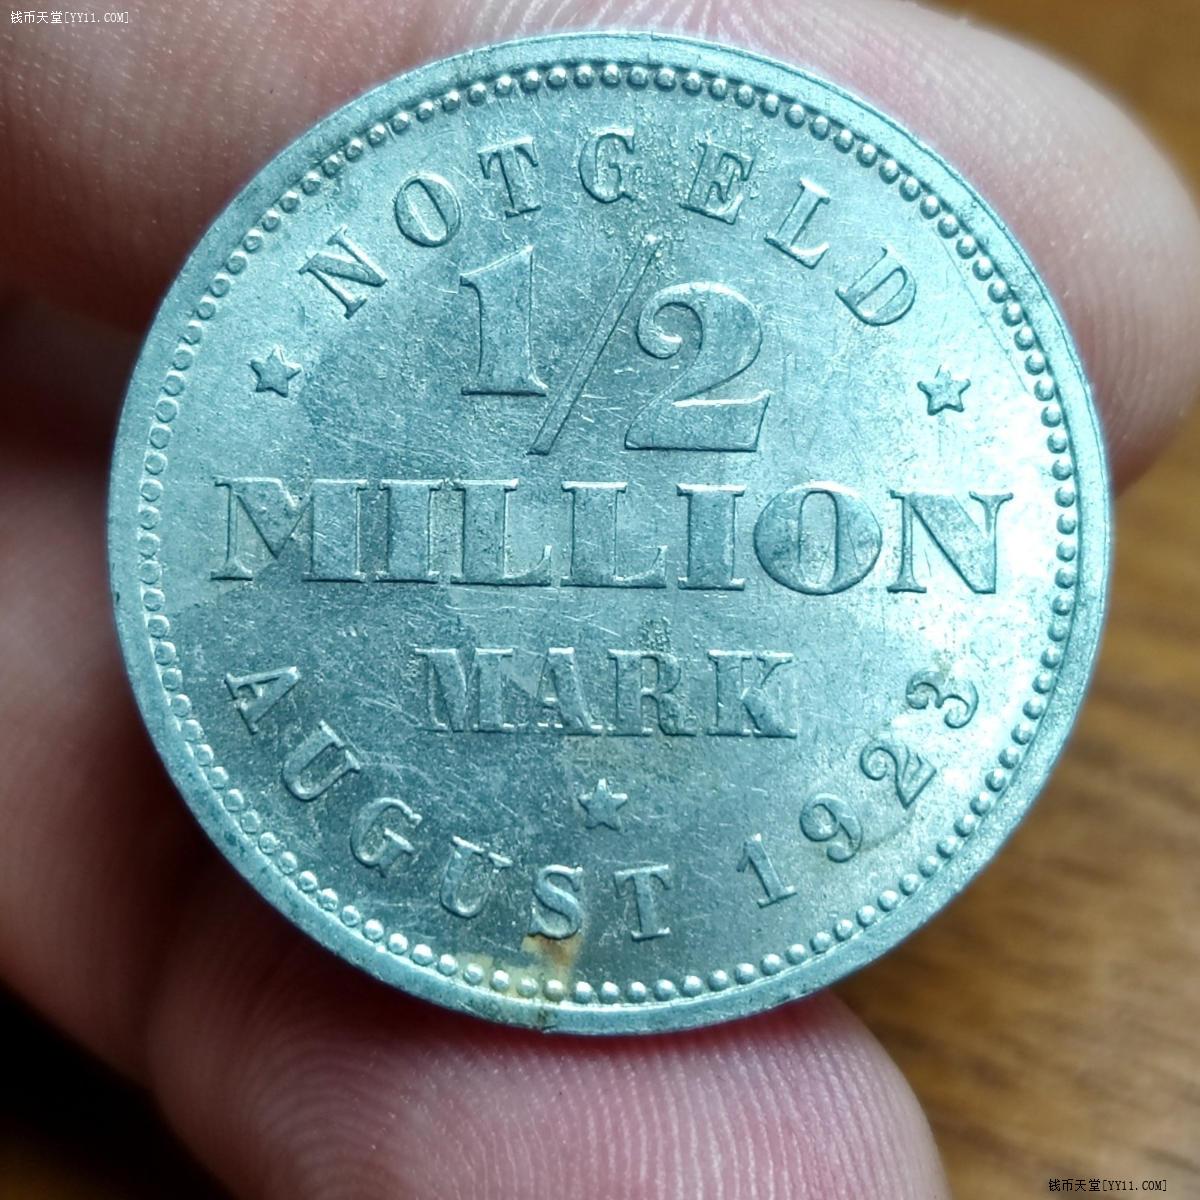 钱币天堂[YY11.COM]
NOTGELD
1/2
MILLION
MARK
AUGUST 1923
钱币天堂[YY11.COM]